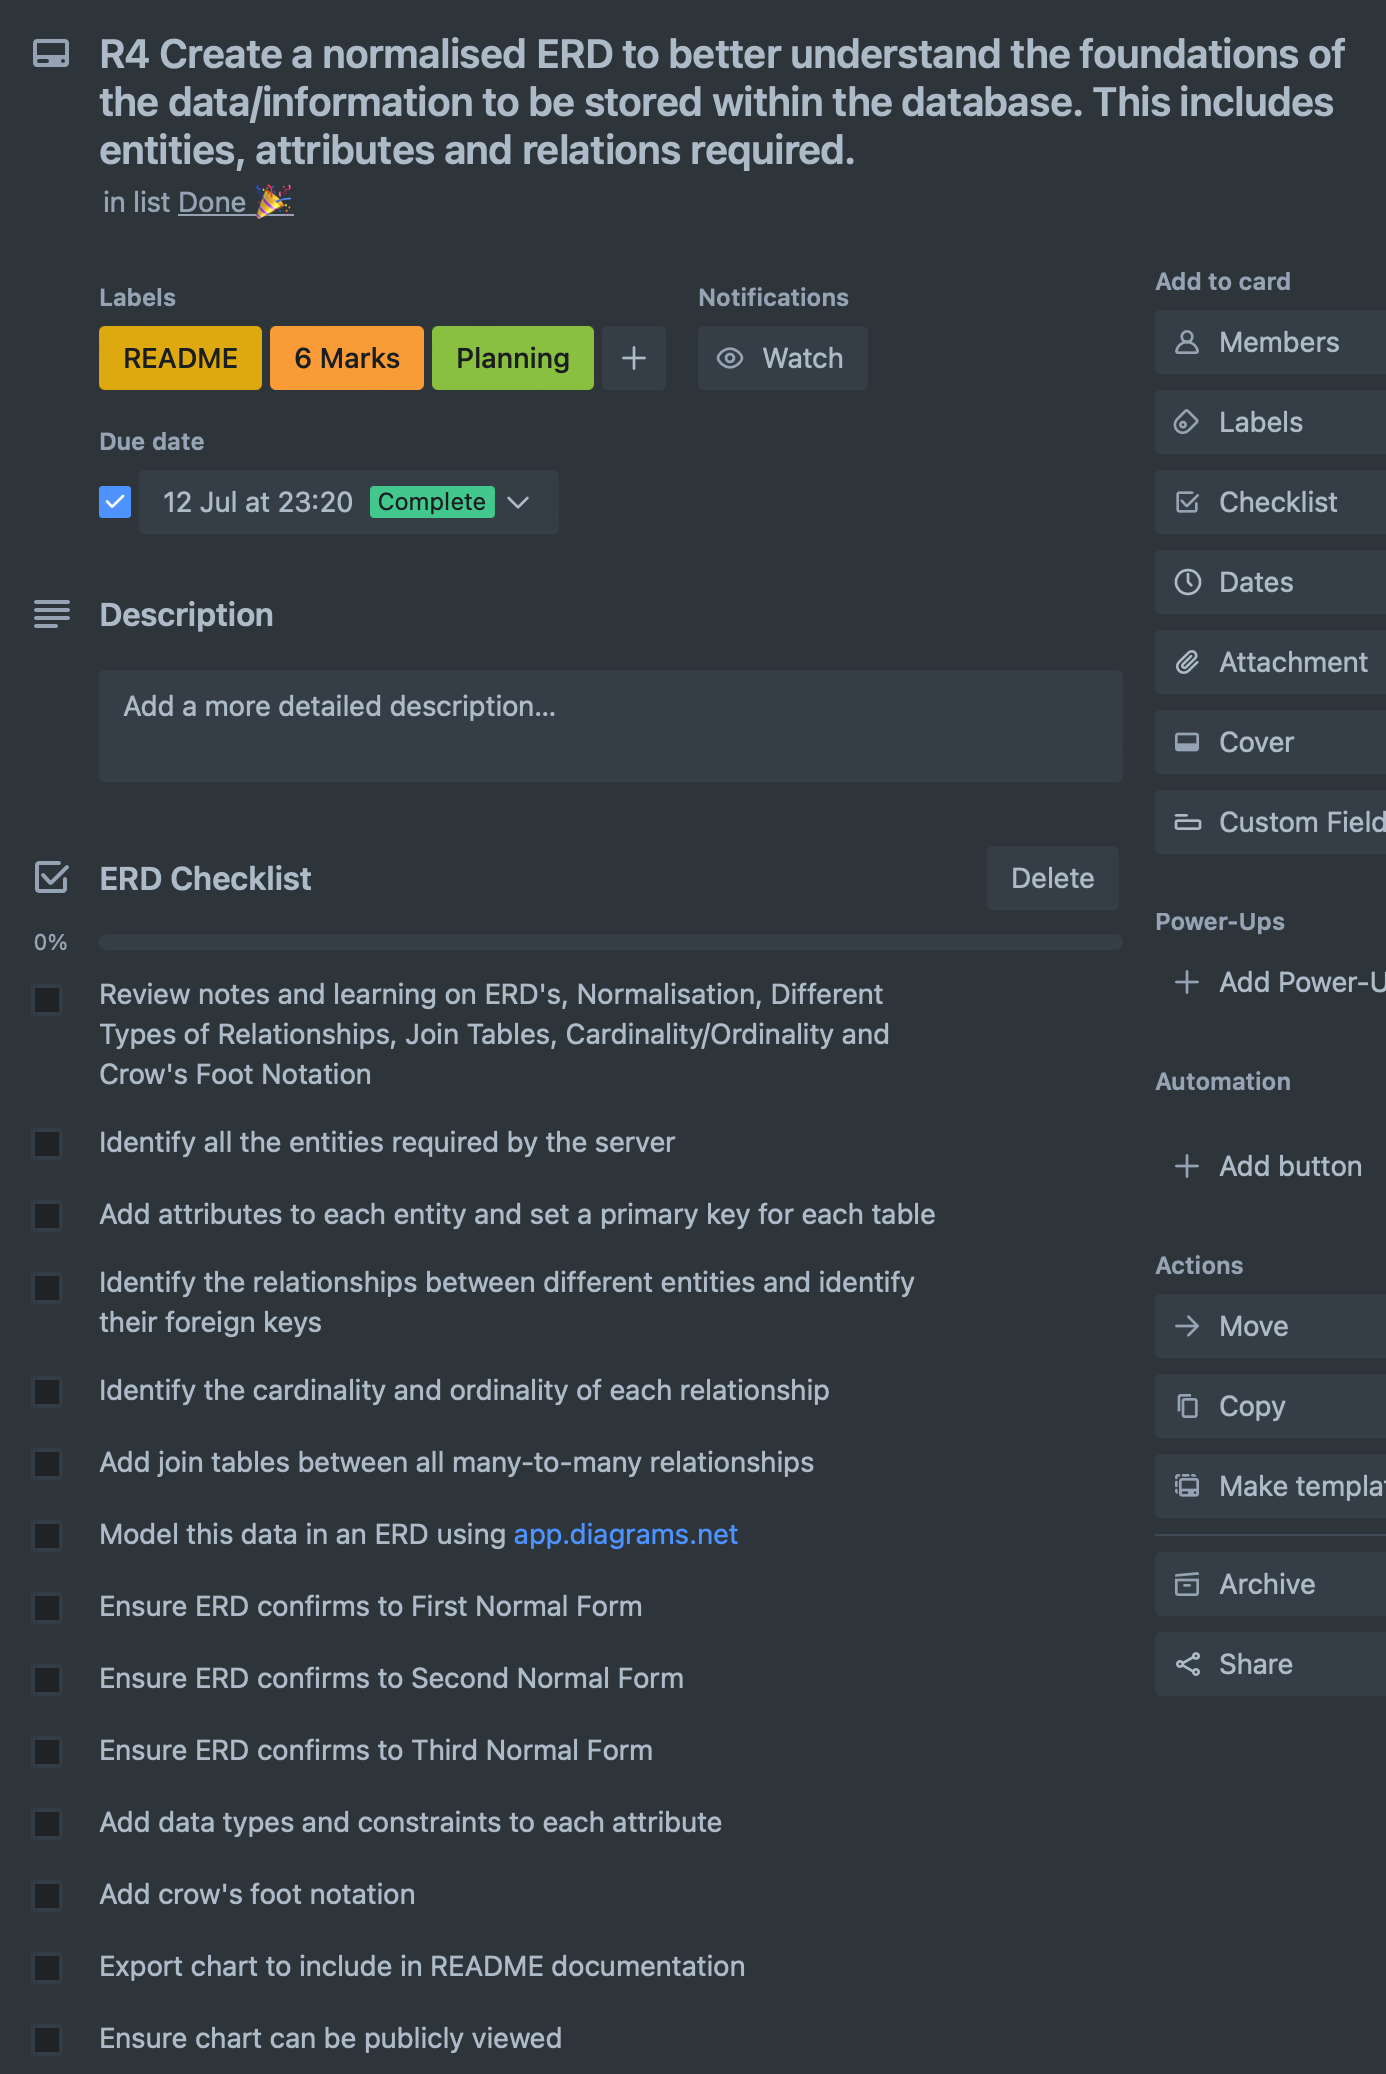 R4 Create a normalised ERD to better understand the foundations of
the data/information to be stored within the database. This includes
entities, attributes and relations required.
in list Done 🎉
Labels
README
6 Marks
Planning
Notifications
Watch
Due date
12 Jul at 23:20 Complete
Description
Add a more detailed description...
ERD Checklist
Delete
0%
Review notes and learning on ERD's, Normalisation, Different
Types of Relationships, Join Tables, Cardinality/Ordinality and
Crow's Foot Notation
Identify all the entities required by the server
Add attributes to each entity and set a primary key for each table
Identify the relationships between different entities and identify
their foreign keys
Identify the cardinality and ordinality of each relationship
Add join tables between all many-to-many relationships
Model this data in an ERD using app.diagrams.net
Ensure ERD confirms to First Normal Form
Ensure ERD confirms to Second Normal Form
Ensure ERD confirms to Third Normal Form
Add data types and constraints to each attribute
Add crow's foot notation
Export chart to include in README documentation
Ensure chart can be publicly viewed
Add to card
Members
Labels
Checklist
Dates
Attachment
Cover
Custom Field
Power-Ups
Add Power-U
Automation
Add button
Actions
Move
Copy
Make templat
Archive
Share